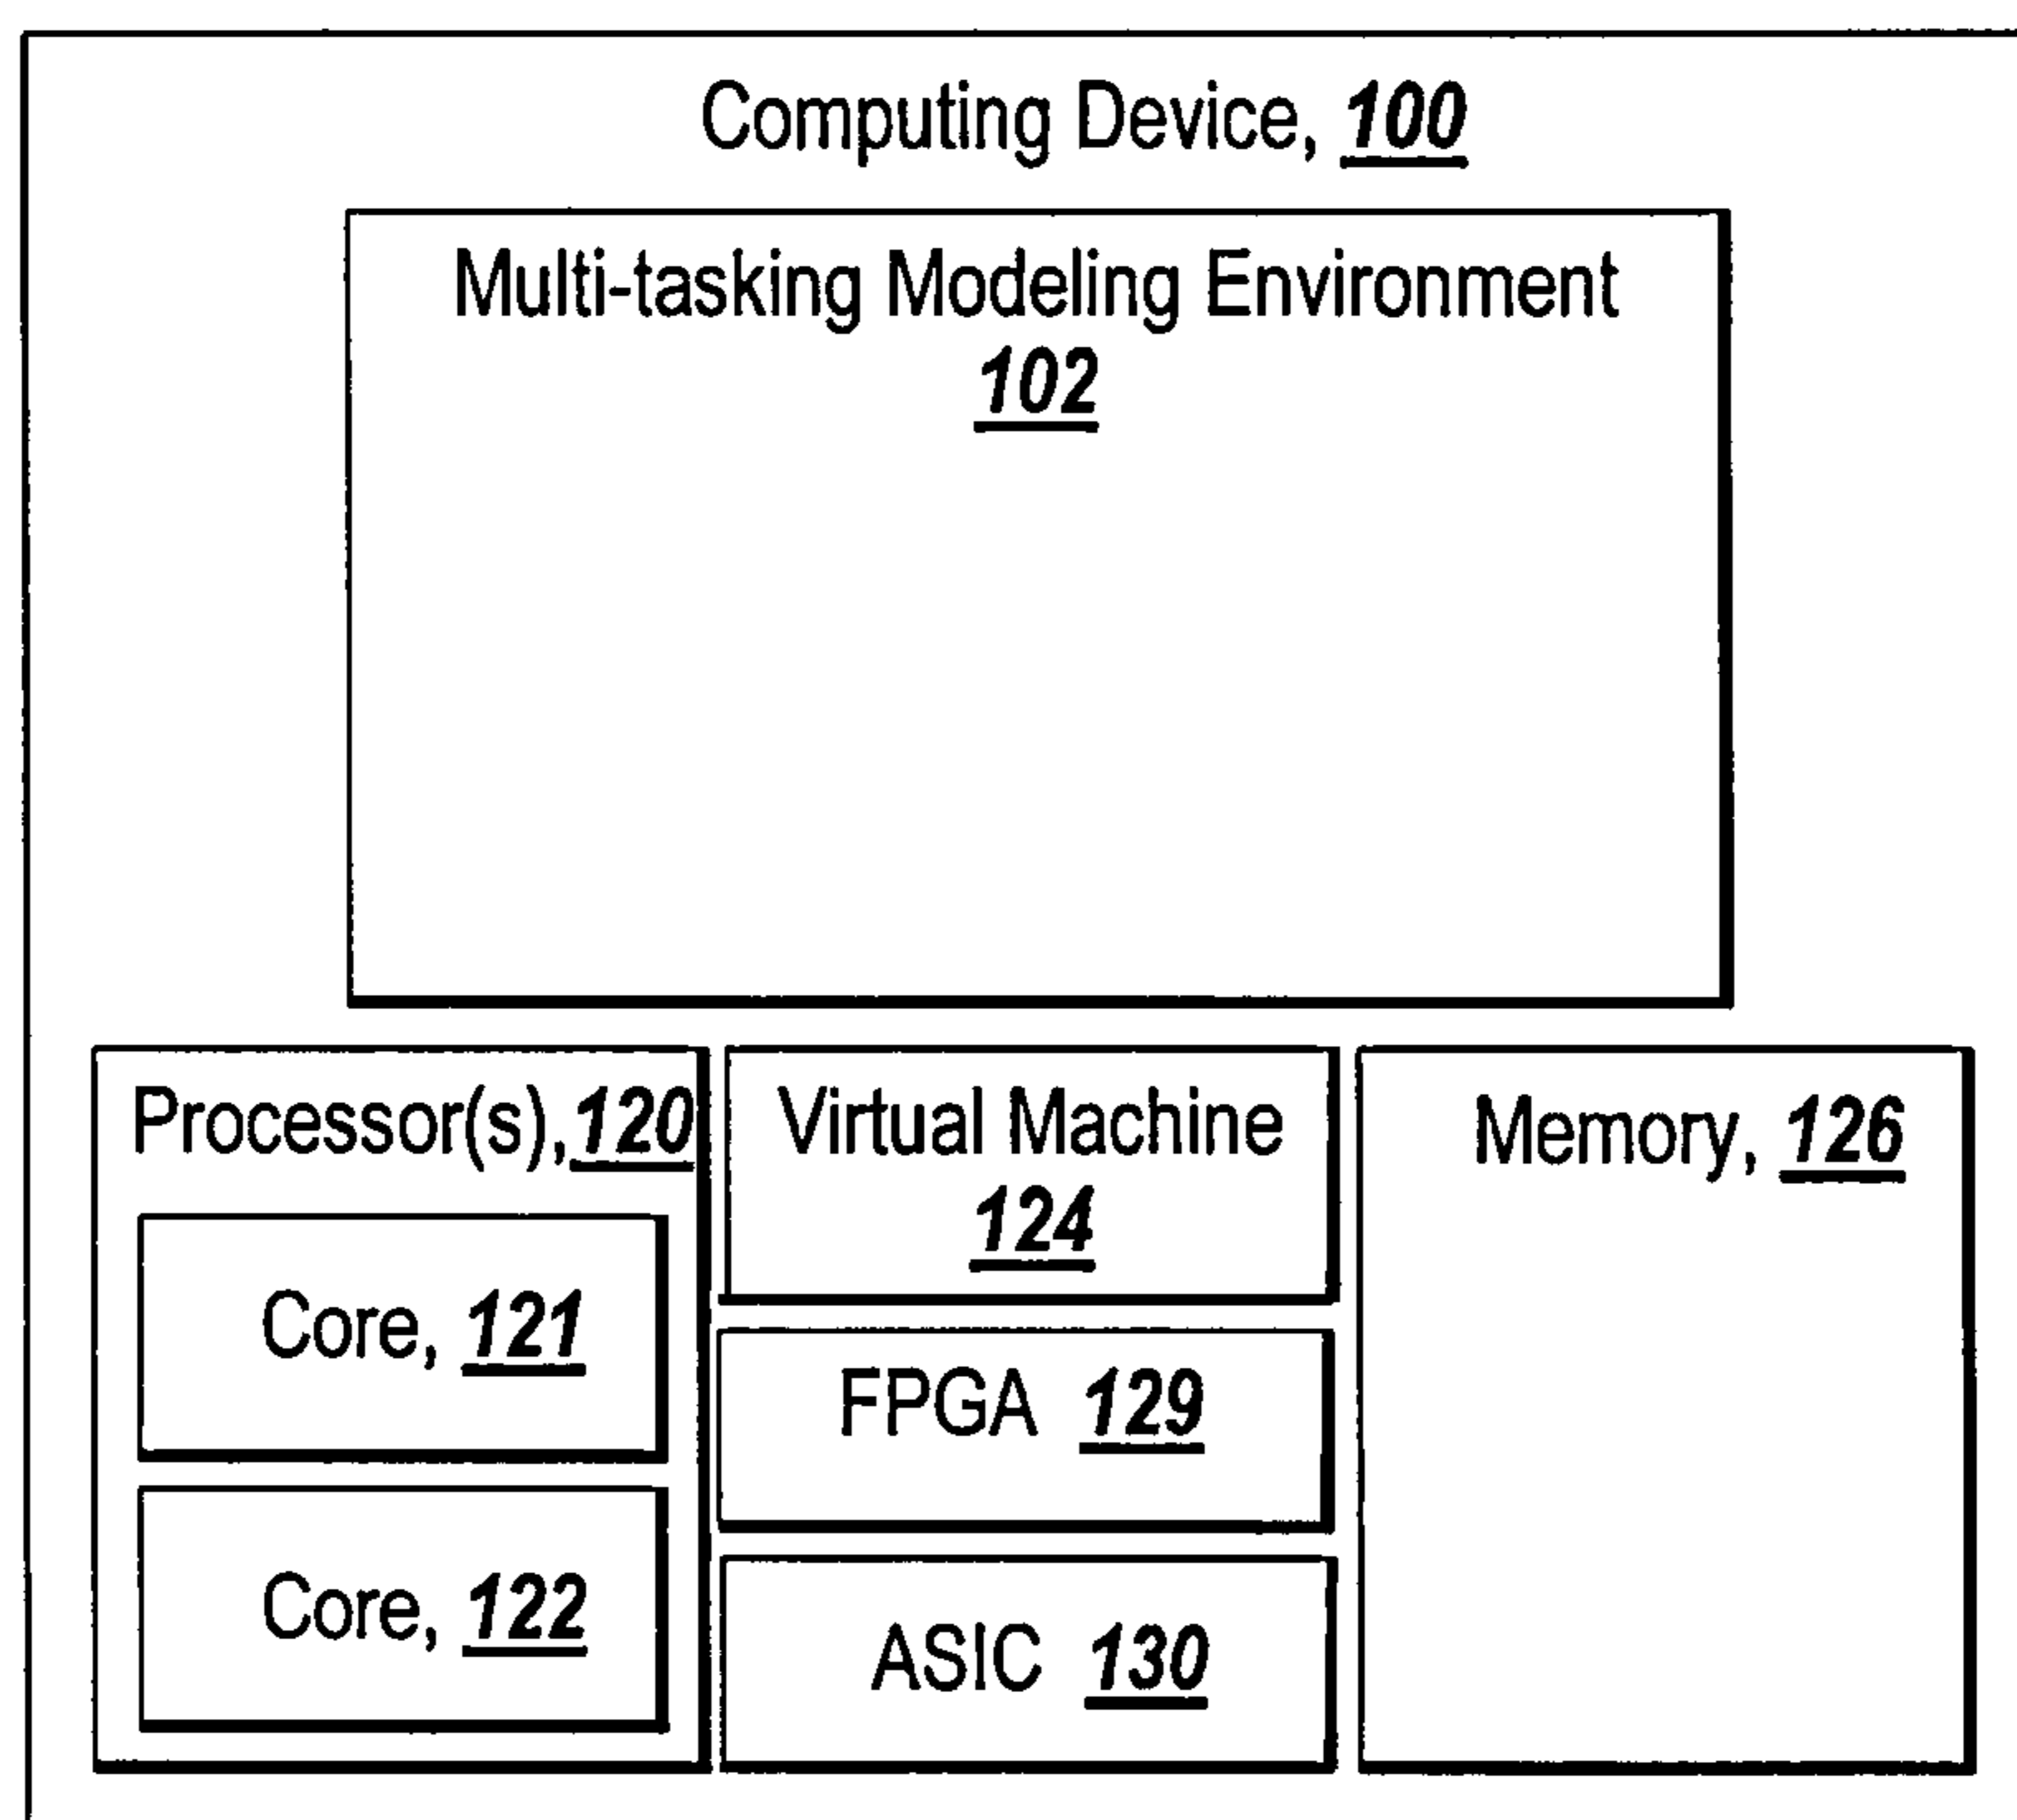 Computing Device, 100
Multi-tasking Modeling Environment
102
Processor(s), 120
Core, 121
Core, 122
Virtual Machine
124
FPGA 129
ASIC 130
Memory, 126